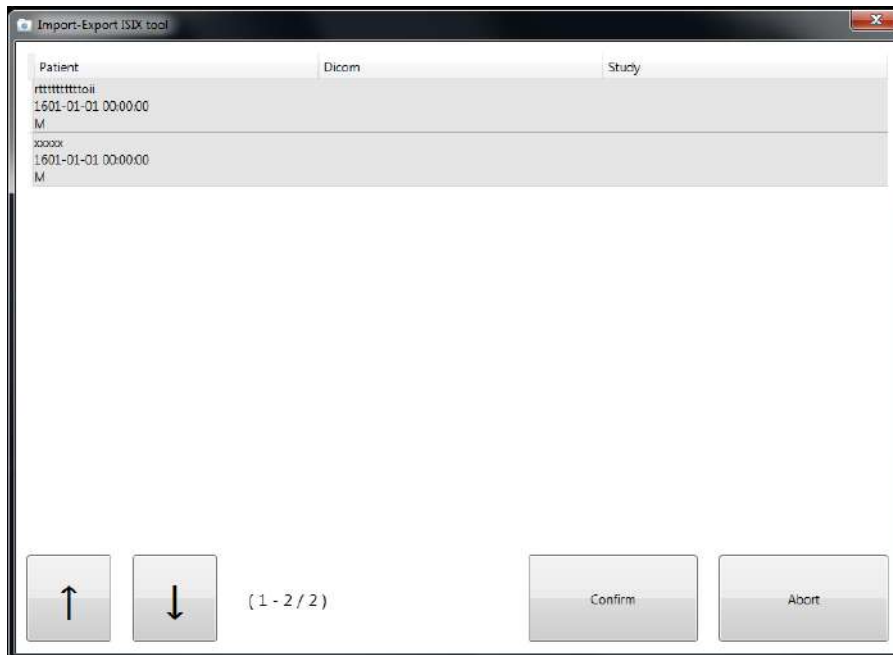 Import-Export ISIX tool
Patient Dicom Study
rttttttttttoii
1601-01-01 00:00:00
M
xxxxx
1601-01-01 00:00:00
M
↑ ↓ ( 1 - 2 / 2 ) Confirm Abort